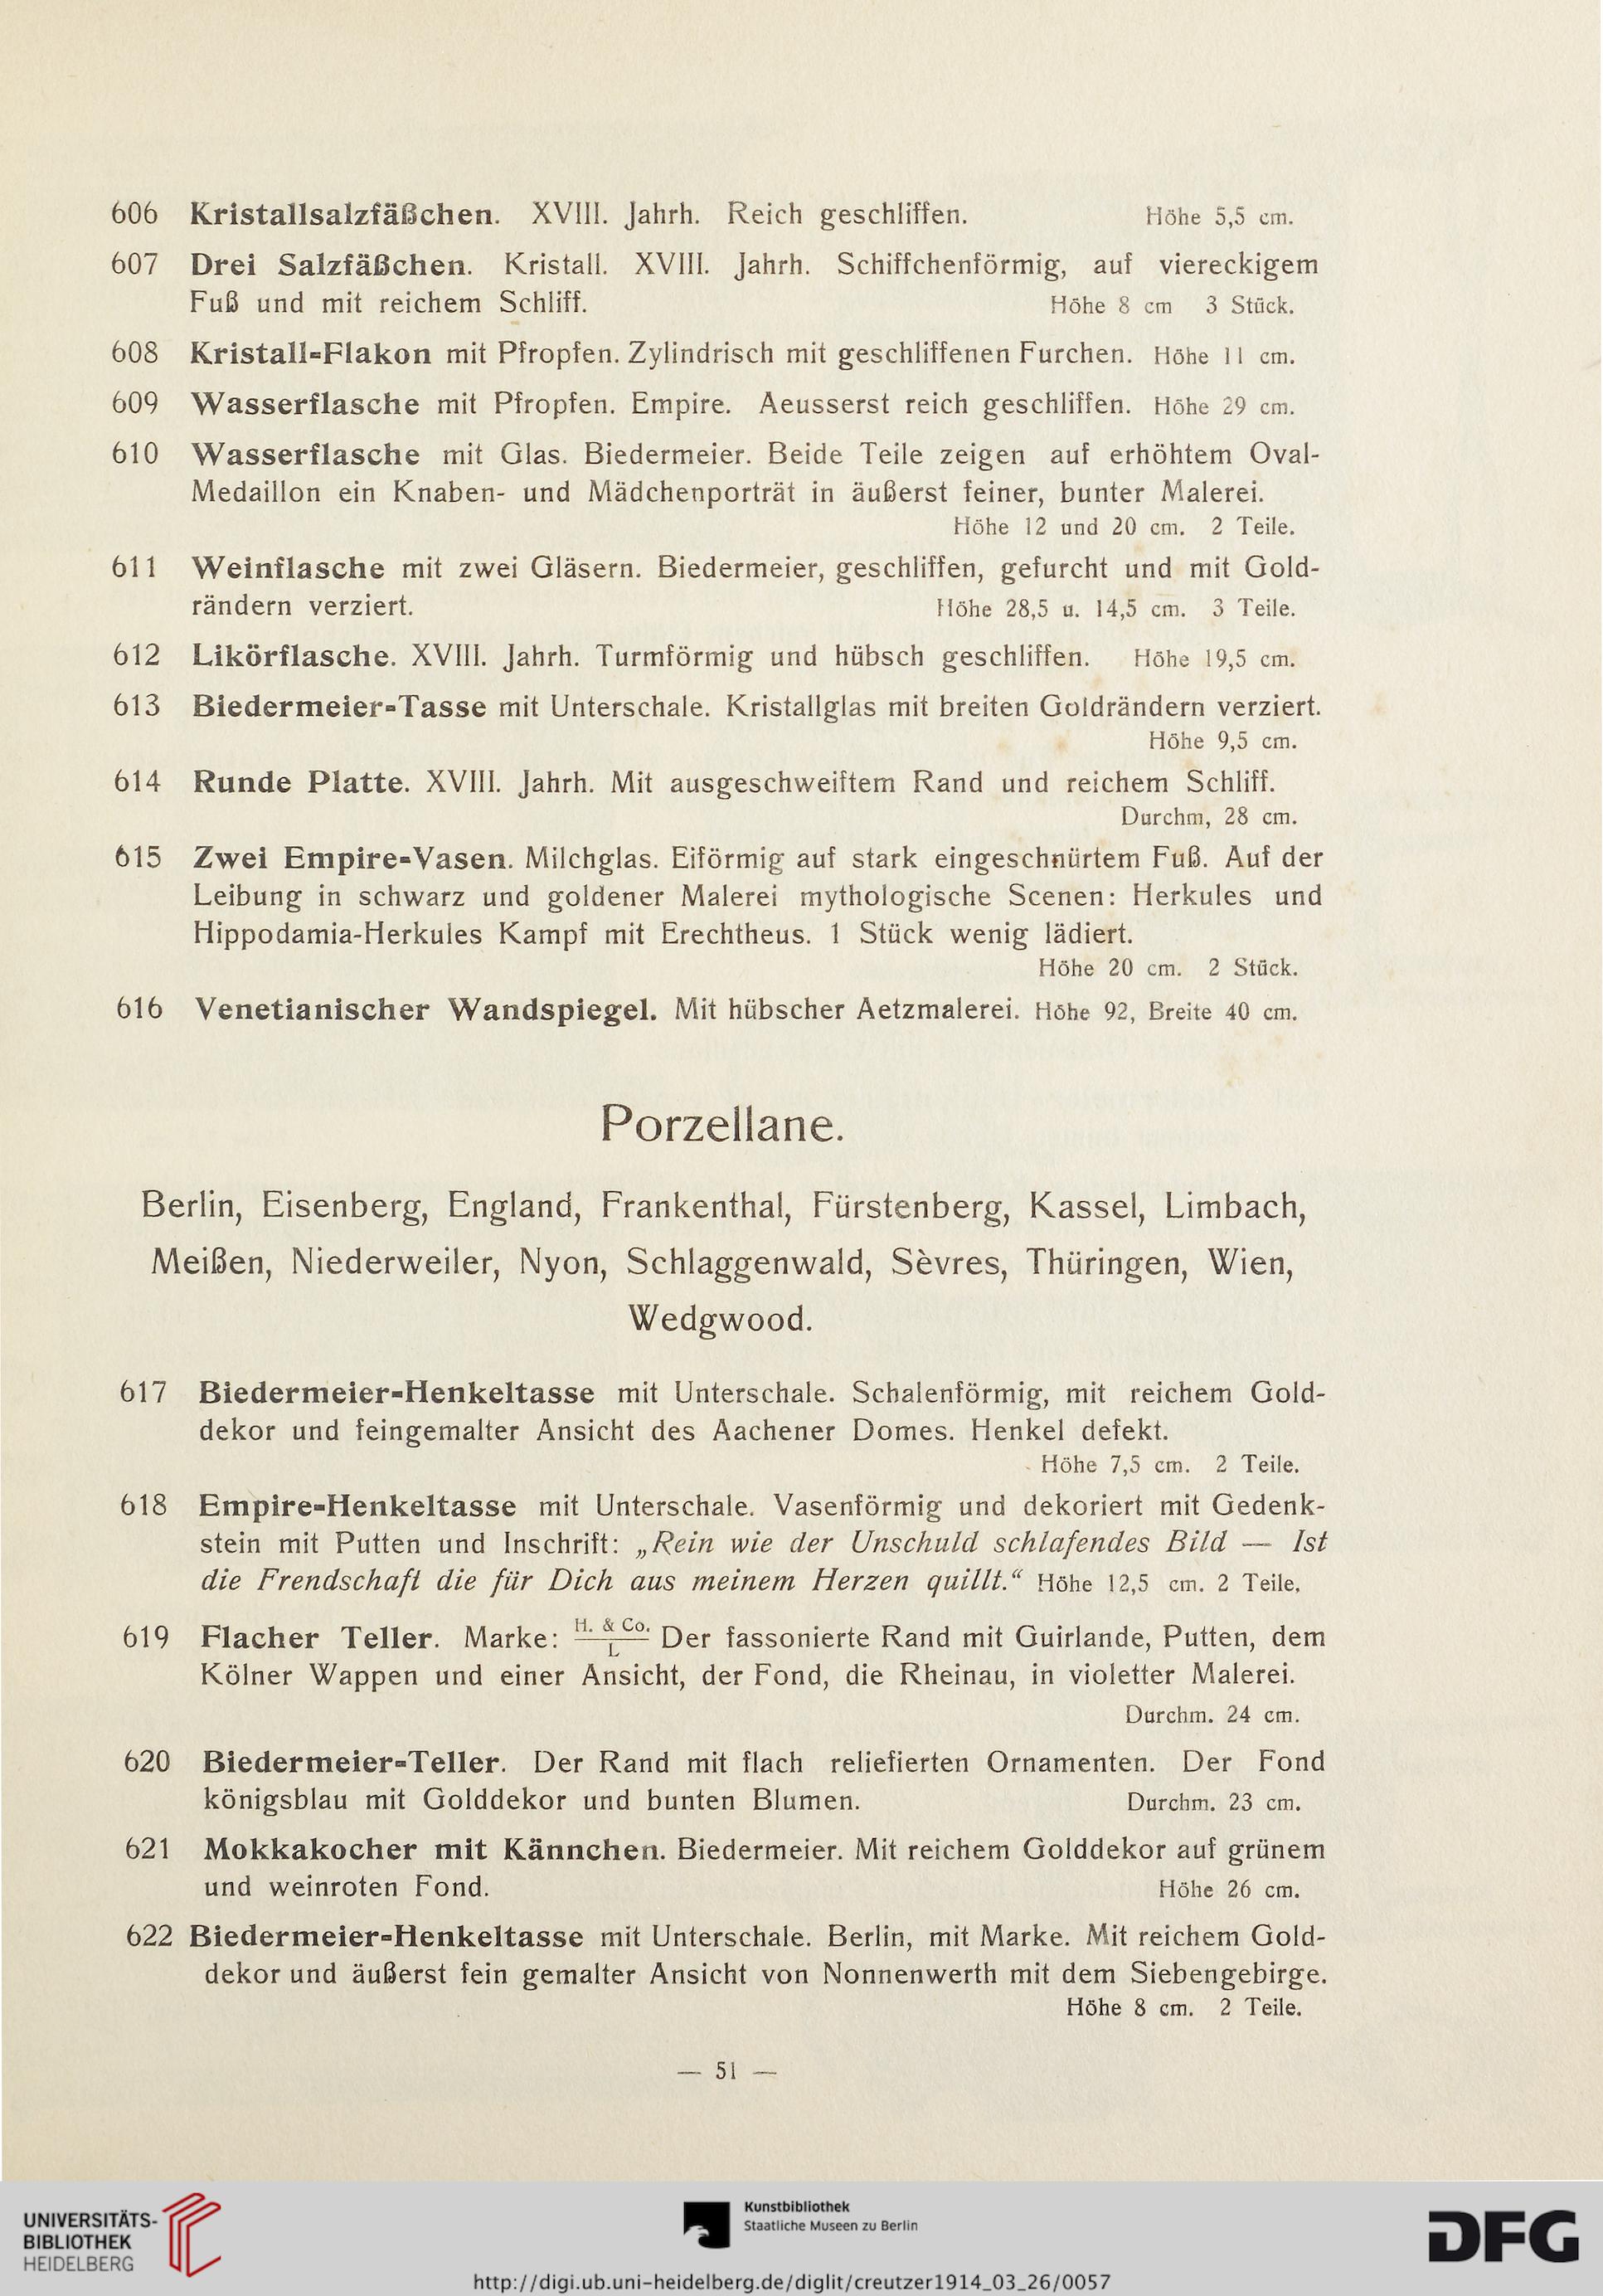 606 Kristallsalzfäßchen. XVIII. Jahrh. Reich geschliffen. Höhe 5,5 cm.
607 Drei Salzfäßchen. Kristall. XVIII. Jahrh. Schiffchenförmig, auf viereckigem
Fuß und mit reichem Schliff. Höhe 8 cm 3 Stück.
608 Kristall-Flakon mit Pfropfen. Zylindrisch mit geschliffenen Furchen. Höhe 11 cm.
609 Wasserflasche mit Pfropfen. Empire. Aeusserst reich geschliffen. Höhe 29 cm.
610 Wasserflasche mit Glas. Biedermeier. Beide Teile zeigen auf erhöhtem Oval-
Medaillon ein Knaben- und Mädchenporträt in äußerst feiner, bunter Malerei.
Höhe 12 und 20 cm. 2 Teile.
611 Weinflasche mit zwei Gläsern. Biedermeier, geschliffen, gefurcht und mit Gold-
rändern verziert. Höhe 28,5 u. 14,5 cm. 3 Teile.
612 Likörflasche. XVIII. Jahrh. Turmförmig und hübsch geschliffen. Höhe 19,5 cm.
613 Biedermeier-Tasse mit Unterschale. Kristallglas mit breiten Goldrändern verziert.
Höhe 9,5 cm.
614 Runde Platte. XVIII. Jahrh. Mit ausgeschweiftem Rand und reichem Schliff.
Durchm, 28 cm.
615 Zwei Empire-Vasen. Milchglas. Eiförmig auf stark eingeschnürtem Fuß. Auf der
Leibung in schwarz und goldener Malerei mythologische Scenen: Herkules und
Hippodamia-Herkules Kampf mit Erechtheus. 1 Stück wenig lädiert.
Höhe 20 cm. 2 Stück.
616 Venetianischer Wandspiegel. Mit hübscher Aetzmalerei. Höhe 92, Breite 40 cm.
Porzellane.
Berlin, Eisenberg, England, Frankenthal, Fürstenberg, Kassel, Limbach,
Meißen, Niederweiler, Nyon, Schlaggenwald, Sèvres, Thüringen, Wien,
Wedgwood.
617 Biedermeier-Henkeltasse mit Unterschale. Schalenförmig, mit reichem Gold-
dekor und feingemalter Ansicht des Aachener Domes. Henkel defekt.
Höhe 7,5 cm. 2 Teile.
618 Empire-Henkeltasse mit Unterschale. Vasenförmig und dekoriert mit Gedenk-
stein mit Putten und Inschrift: „Rein wie der Unschuld schlafendes Bild — Ist
die Frendschaft die für Dich aus meinem Herzen quillt.“ Höhe 12,5 cm. 2 Teile.
619 Flacher Teller. Marke: H. & Co. / L Der fassonierte Rand mit Guirlande, Putten, dem
Kölner Wappen und einer Ansicht, der Fond, die Rheinau, in violetter Malerei.
Durchm. 24 cm.
620 Biedermeier-Teller. Der Rand mit flach reliefierten Ornamenten. Der Fond
königsblau mit Golddekor und bunten Blumen. Durchm. 23 cm.
621 Mokkakocher mit Kännchen. Biedermeier. Mit reichem Golddekor auf grünem
und weinroten Fond. Höhe 26 cm.
622 Biedermeier-Henkeltasse mit Unterschale. Berlin, mit Marke. Mit reichem Gold-
dekor und äußerst fein gemalter Ansicht von Nonnenwerth mit dem Siebengebirge.
Höhe 8 cm. 2 Teile.
— 51 —
UNIVERSITÄTS-
BIBLIOTHEK
HEIDELBERG
Kunstbibliothek
Staatliche Museen zu Berlin
DFG
http://digi.ub.uni-heidelberg.de/diglit/creutzer1914_03_26/0057